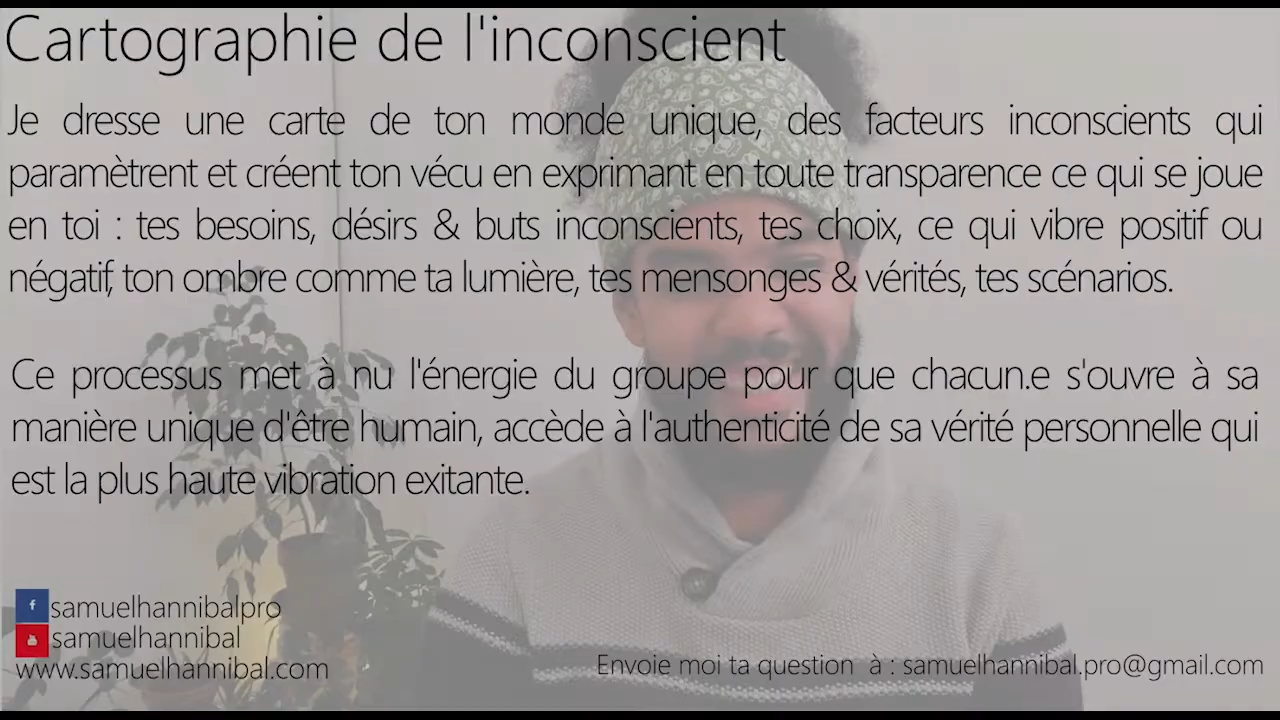 Cartographie de l'inconscient
Je dresse une carte de ton monde unique, des facteurs inconscients qui
paramètrent et créent ton vécu en exprimant en toute transparence ce qui se joue
en toi : tes besoins, désirs & buts inconscients, tes choix, ce qui vibre positif ou
négatif, ton ombre comme ta lumière, tes mensonges & vérités, tes scénarios.
Ce processus met à nu l'énergie du groupe pour que chacun.e s'ouvre à sa
manière unique d'être humain, accède à l'authenticité de sa vérité personnelle qui
est la plus haute vibration exitante.
f samuelhannibalpro
samuelhannibal
www.samuelhannibal.com
Envoie moi ta question à : samuelhannibal.pro@gmail.com